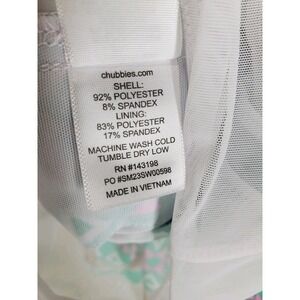 chubbies.com
SHELL:
92% POLYESTER
8% SPANDEX
LINING:
83% POLYESTER
17% SPANDEX
MACHINE WASH COLD
TUMBLE DRY LOW
RN #143198
PO #SM23SW00598
MADE IN VIETNAM